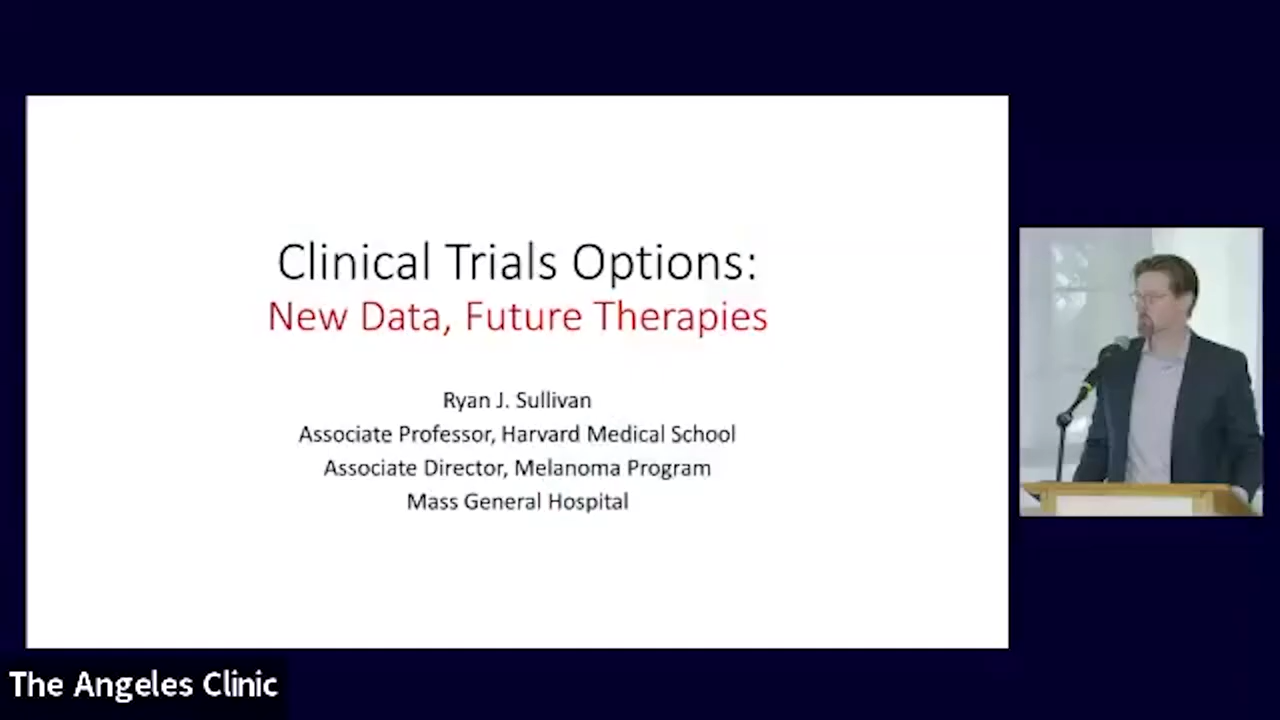 Clinical Trials Options:
New Data, Future Therapies
Ryan J. Sullivan
Associate Professor, Harvard Medical School
Associate Director, Melanoma Program
Mass General Hospital
The Angeles Clinic